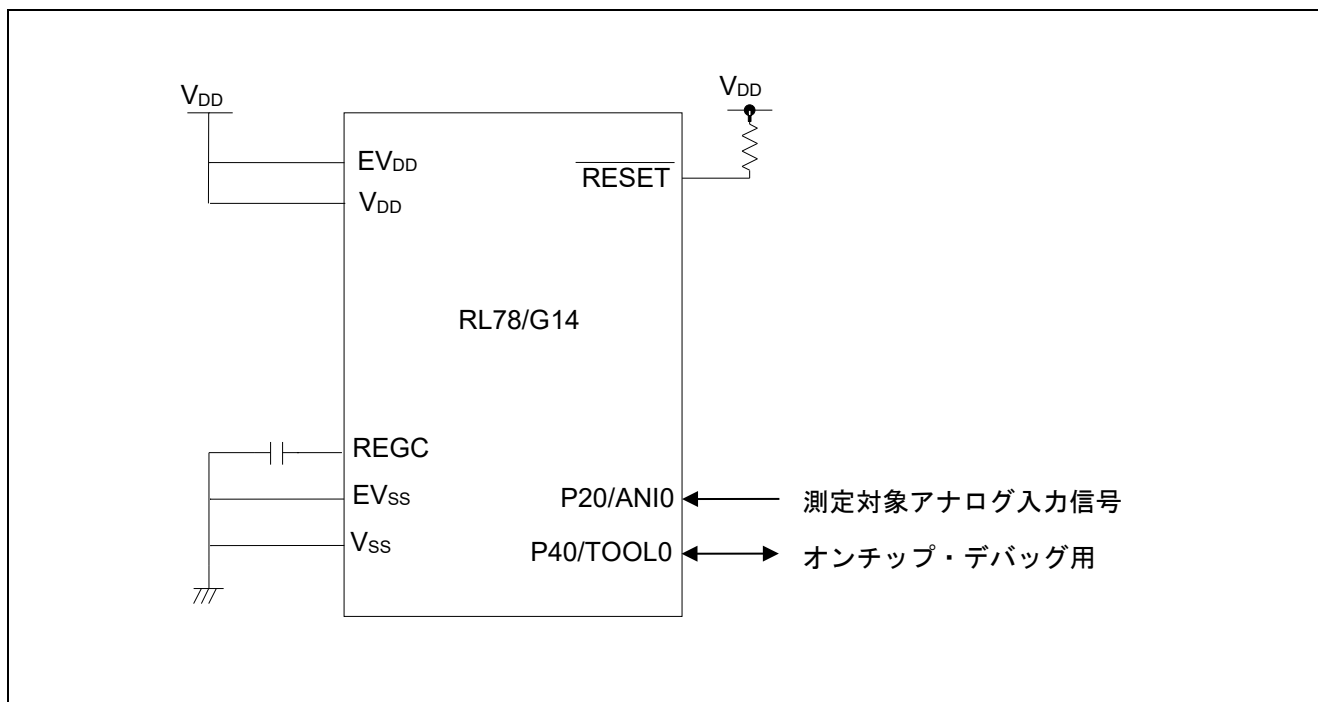 VDD
EVDD
VDD
VDD
RESET
RL78/G14
REGC
EVSS
VSS
P20/ANI0
測定対象アナログ入力信号
P40/TOOL0
オンチップ・デバッグ用